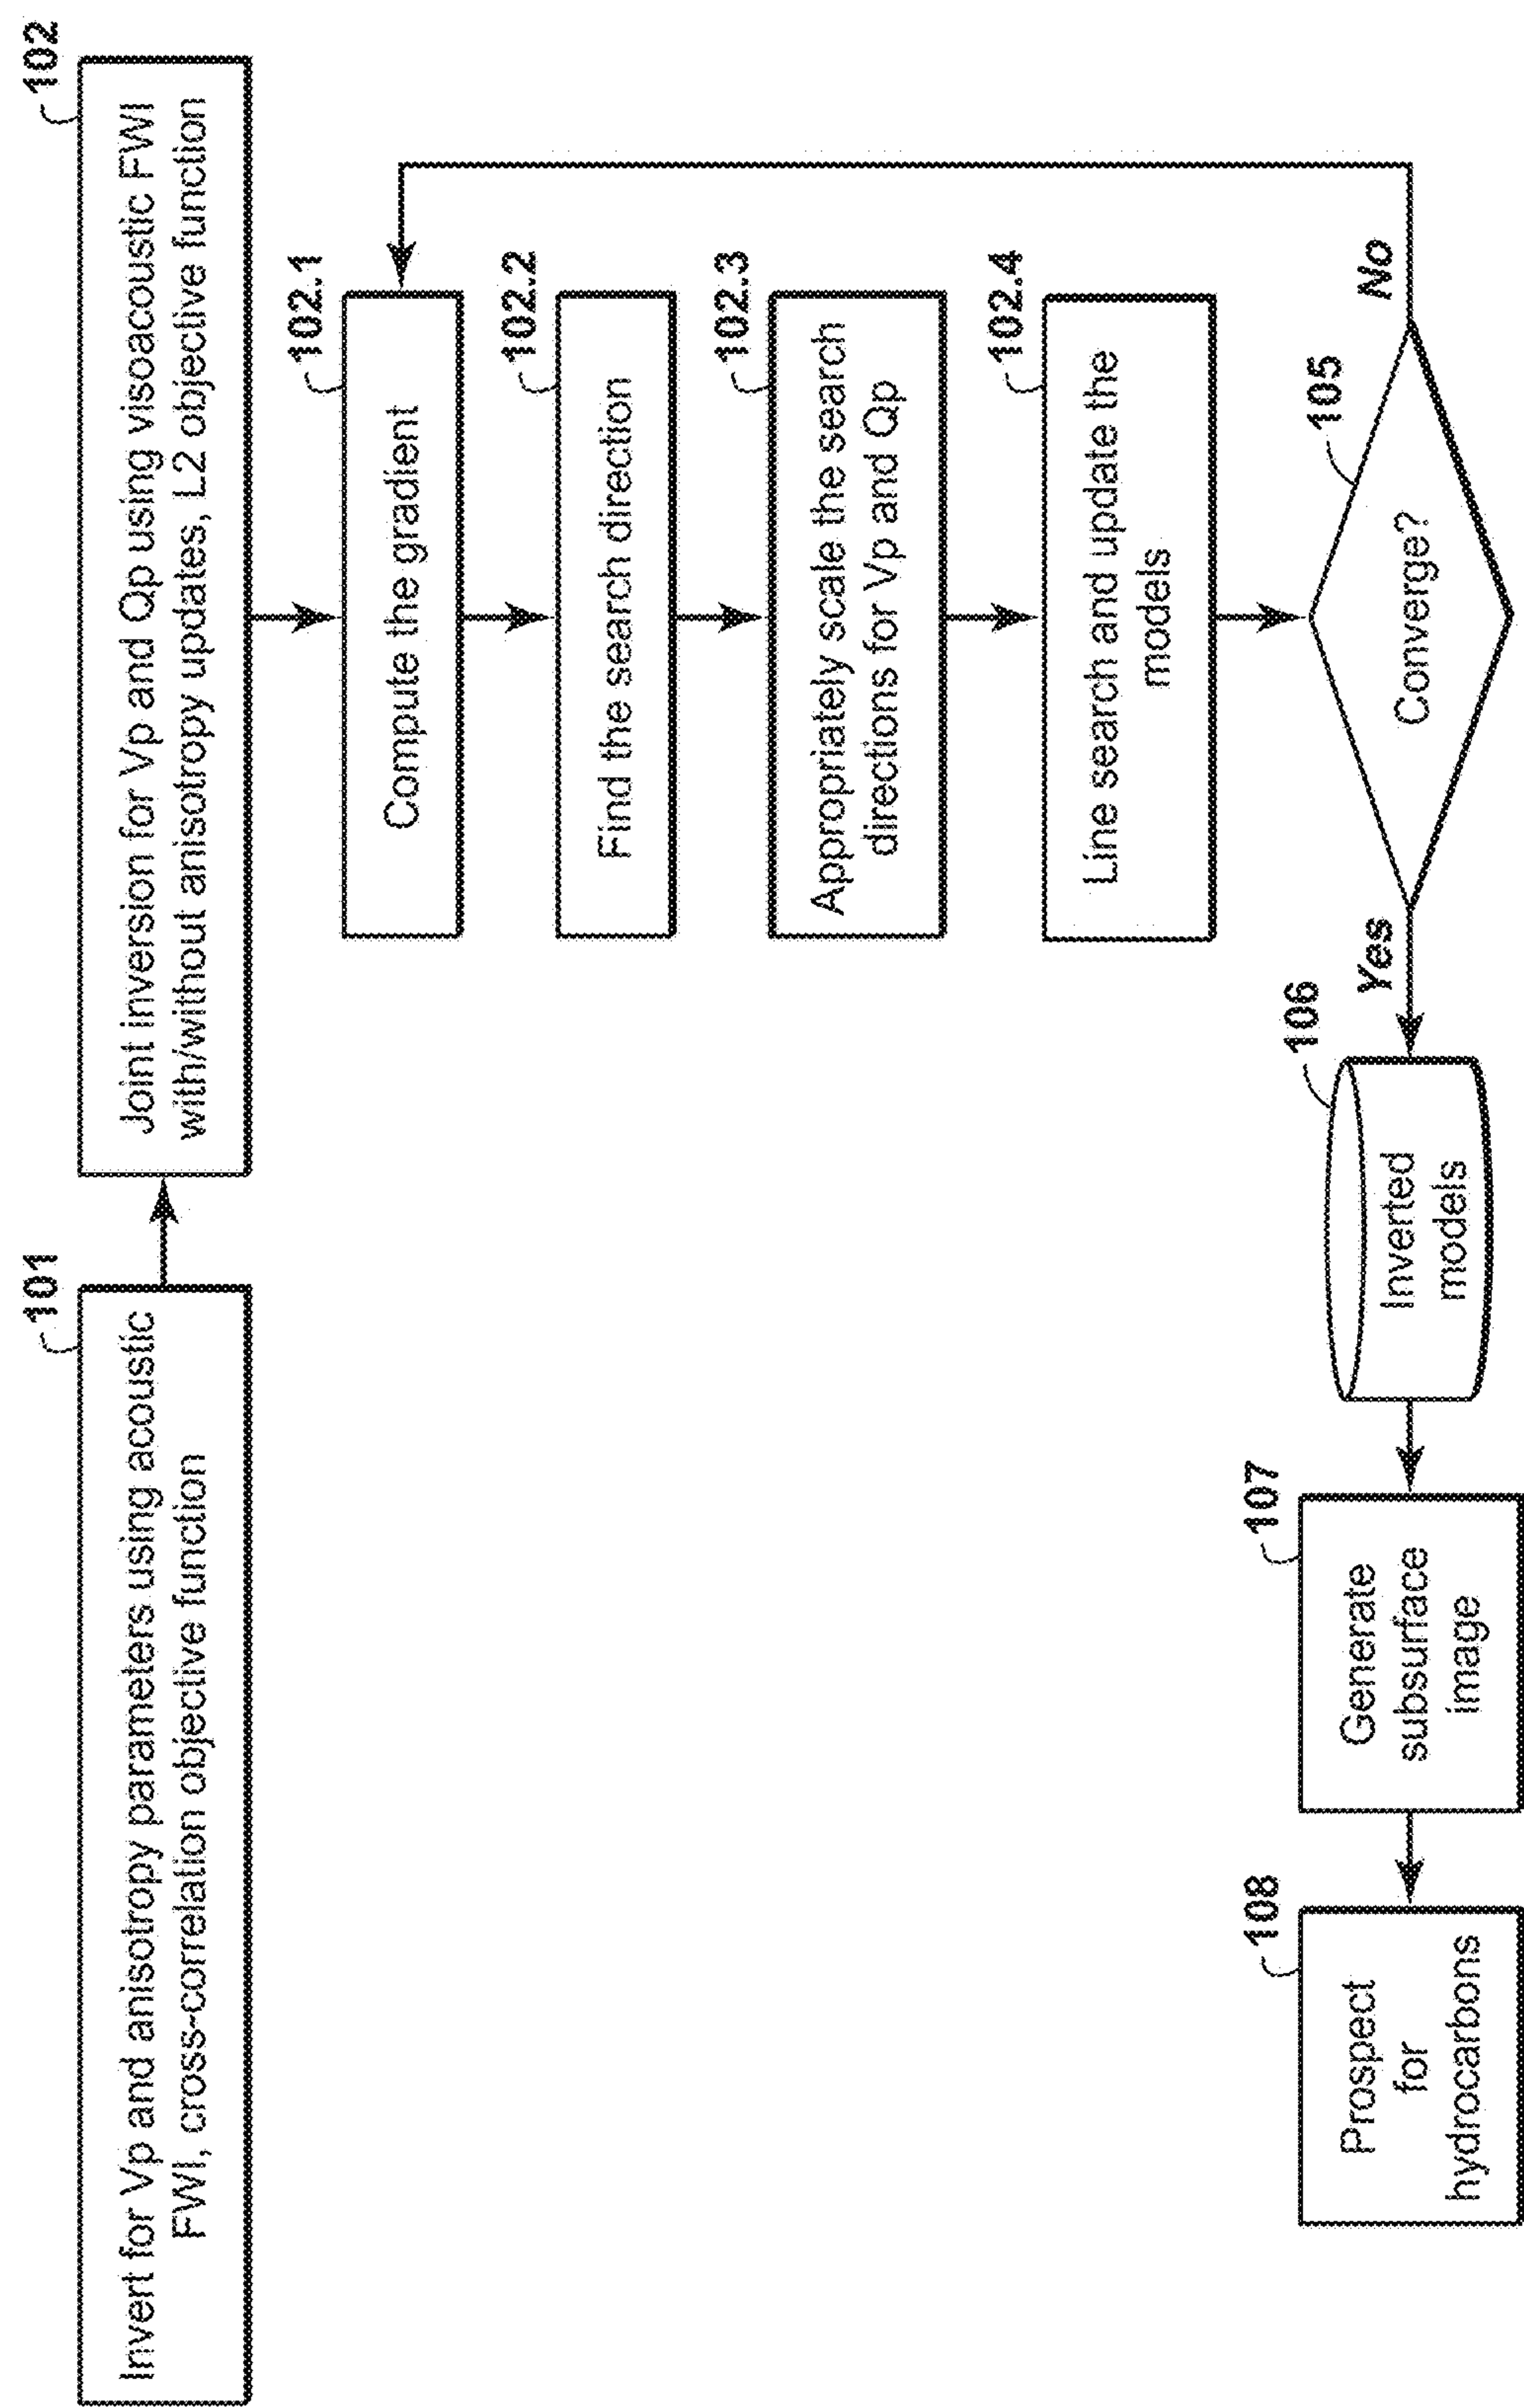 101
Invert for Vp and anisotropy parameters using acoustic
FWI, cross-correlation objective function
102
Joint inversion for Vp and Qp using visoacoustic FWI
with/without anisotropy updates, L2 objective function
102.1
Compute the gradient
102.2
Find the search direction
102.3
Appropriately scale the search
directions for Vp and Qp
102.4
Line search and update the
models
105
Converge?
No
Yes
106
Inverted
models
107
Generate
subsurface
image
108
Prospect
for
hydrocarbons